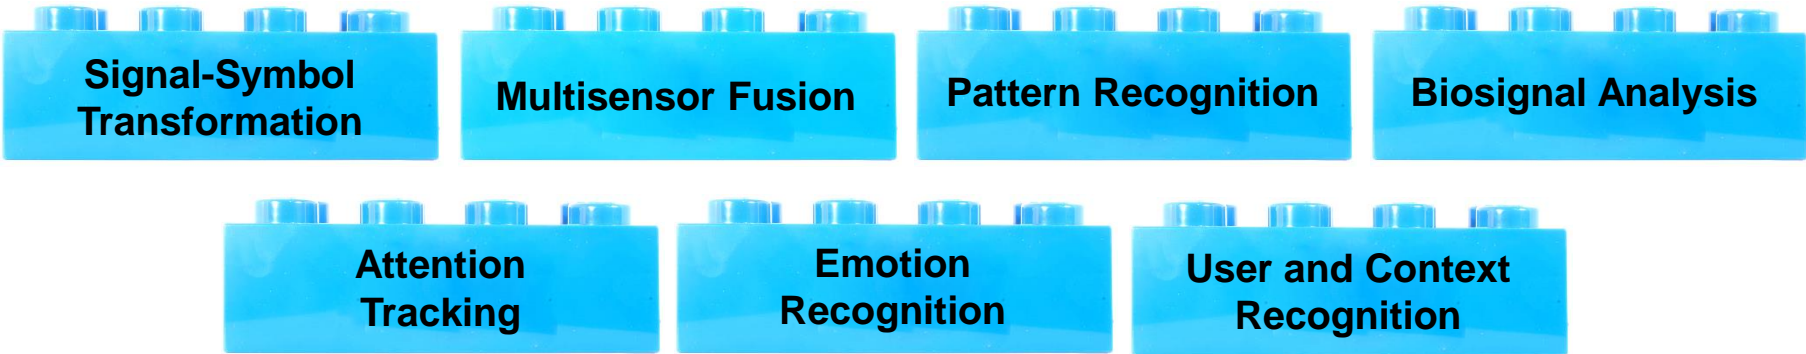 Signal-Symbol
Transformation
Multisensor Fusion
Pattern Recognition
Biosignal Analysis
Attention
Tracking
Emotion
Recognition
User and Context
Recognition